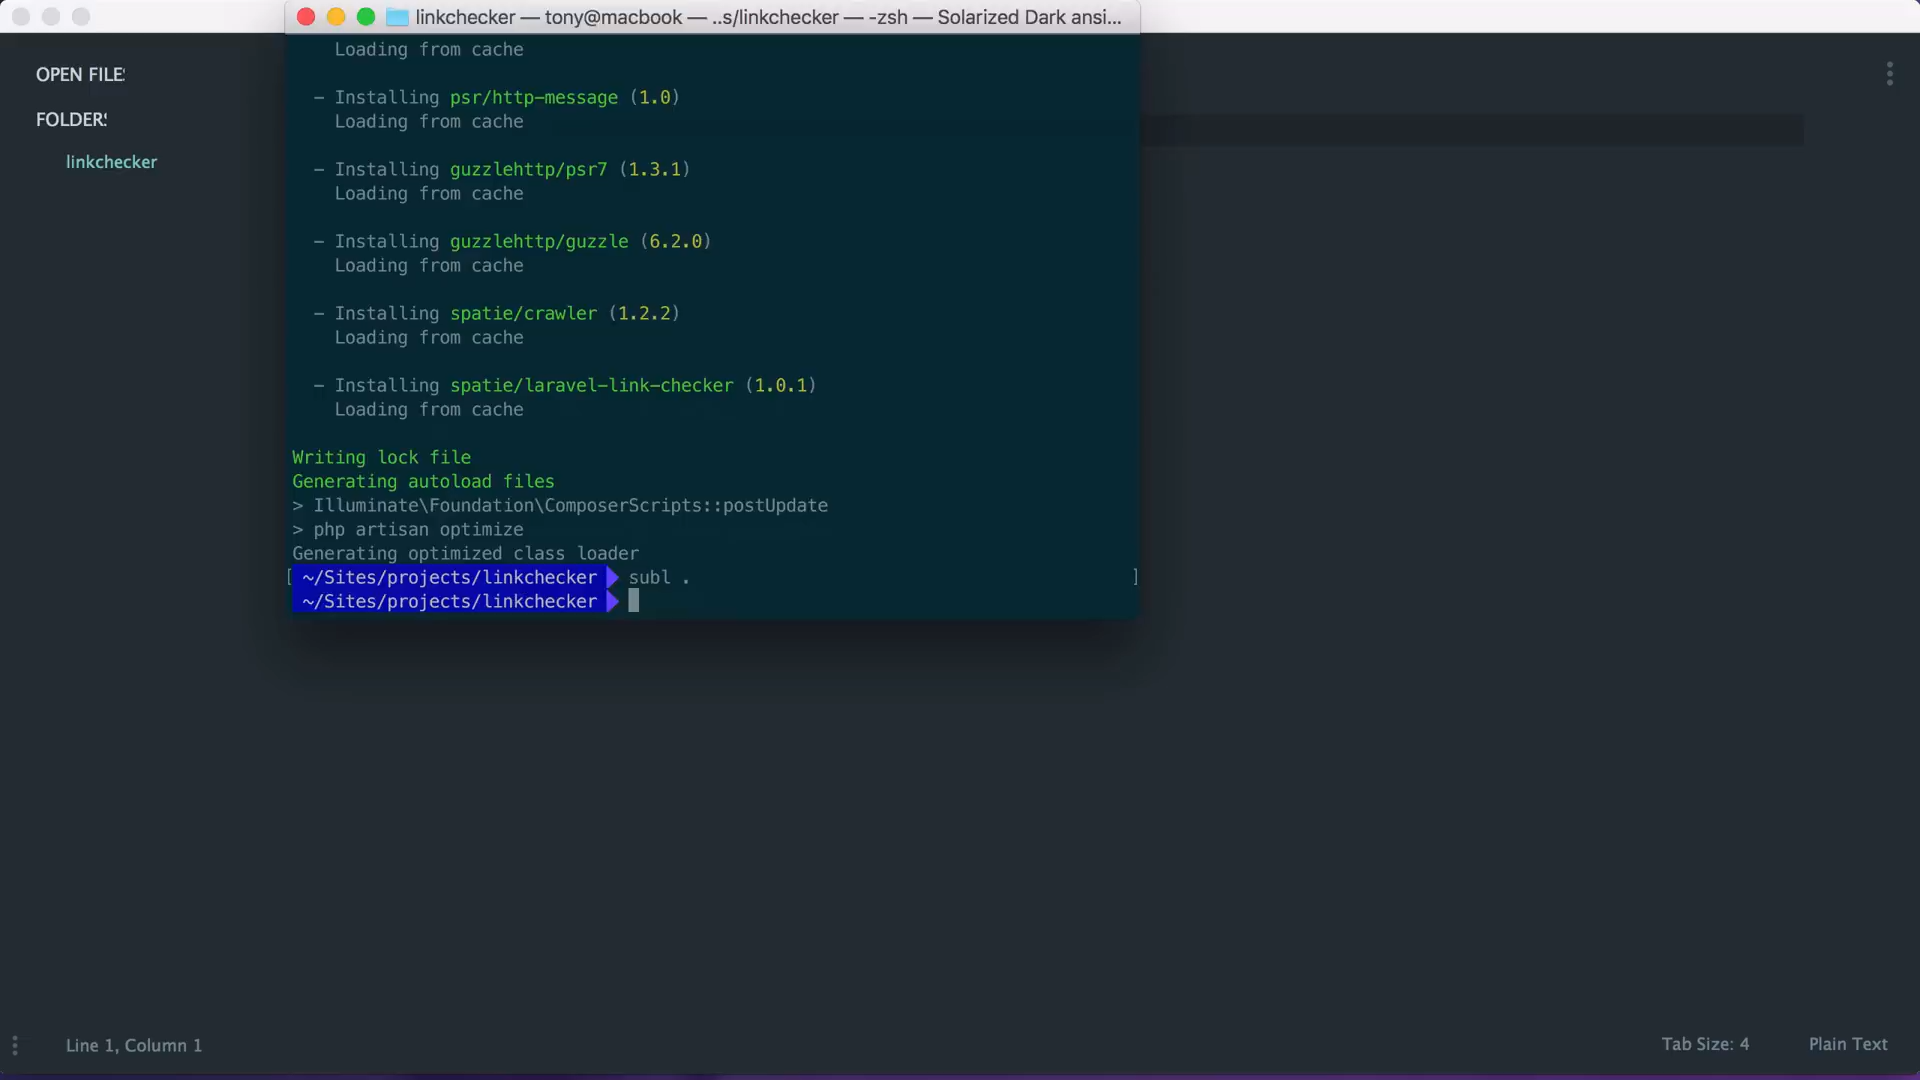 linkchecker — tony@macbook — ..s/linkchecker — -zsh — Solarized Dark ansi...
OPEN FILES
FOLDERS
linkchecker
Loading from cache
– Installing psr/http-message (1.0)
Loading from cache
– Installing guzzlehttp/psr7 (1.3.1)
Loading from cache
– Installing guzzlehttp/guzzle (6.2.0)
Loading from cache
– Installing spatie/crawler (1.2.2)
Loading from cache
– Installing spatie/laravel-link-checker (1.0.1)
Loading from cache
Writing lock file
Generating autoload files
> Illuminate\Foundation\ComposerScripts::postUpdate
> php artisan optimize
Generating optimized class loader
[ ~/Sites/projects/linkchecker subl . ]
~/Sites/projects/linkchecker
Line 1, Column 1
Tab Size: 4
Plain Text